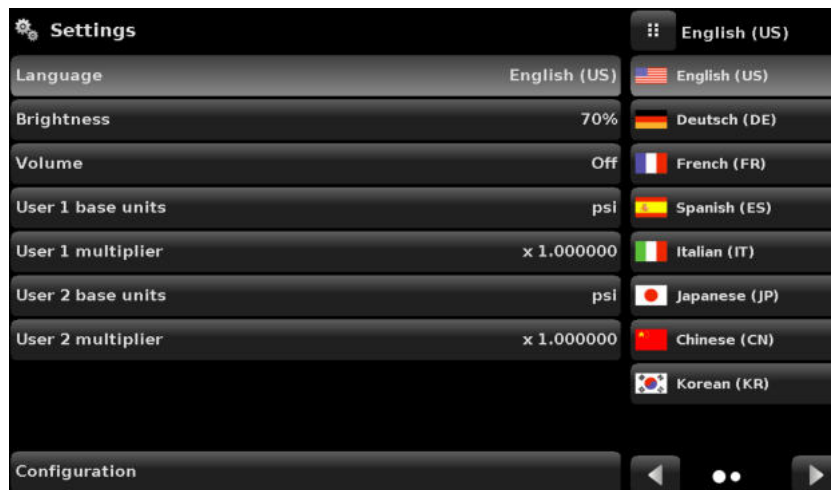 Settings
English (US)
Language English (US)
Brightness 70%
Volume Off
User 1 base units psi
User 1 multiplier x 1.000000
User 2 base units psi
User 2 multiplier x 1.000000
Configuration
English (US)
Deutsch (DE)
French (FR)
Spanish (ES)
Italian (IT)
Japanese (JP)
Chinese (CN)
Korean (KR)